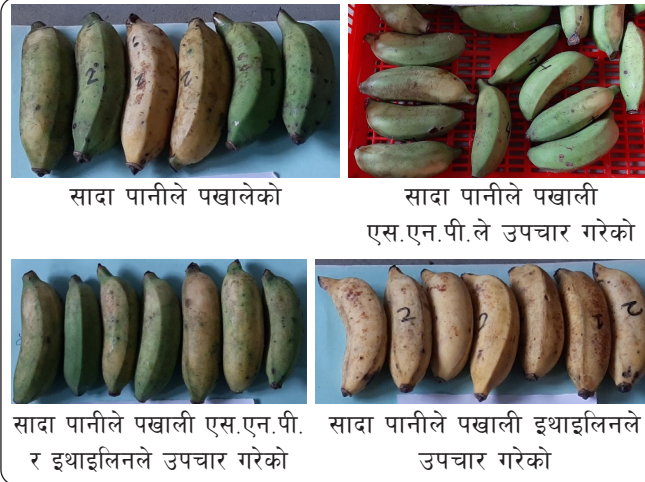 सादा पानीले पखालेको
सादा पानीले पखाली
एस.एन.पी.ले उपचार गरेको
सादा पानीले पखाली एस.एन.पी.
र इथाइलिनले उपचार गरेको
सादा पानीले पखाली इथाइलिनले
उपचार गरेको